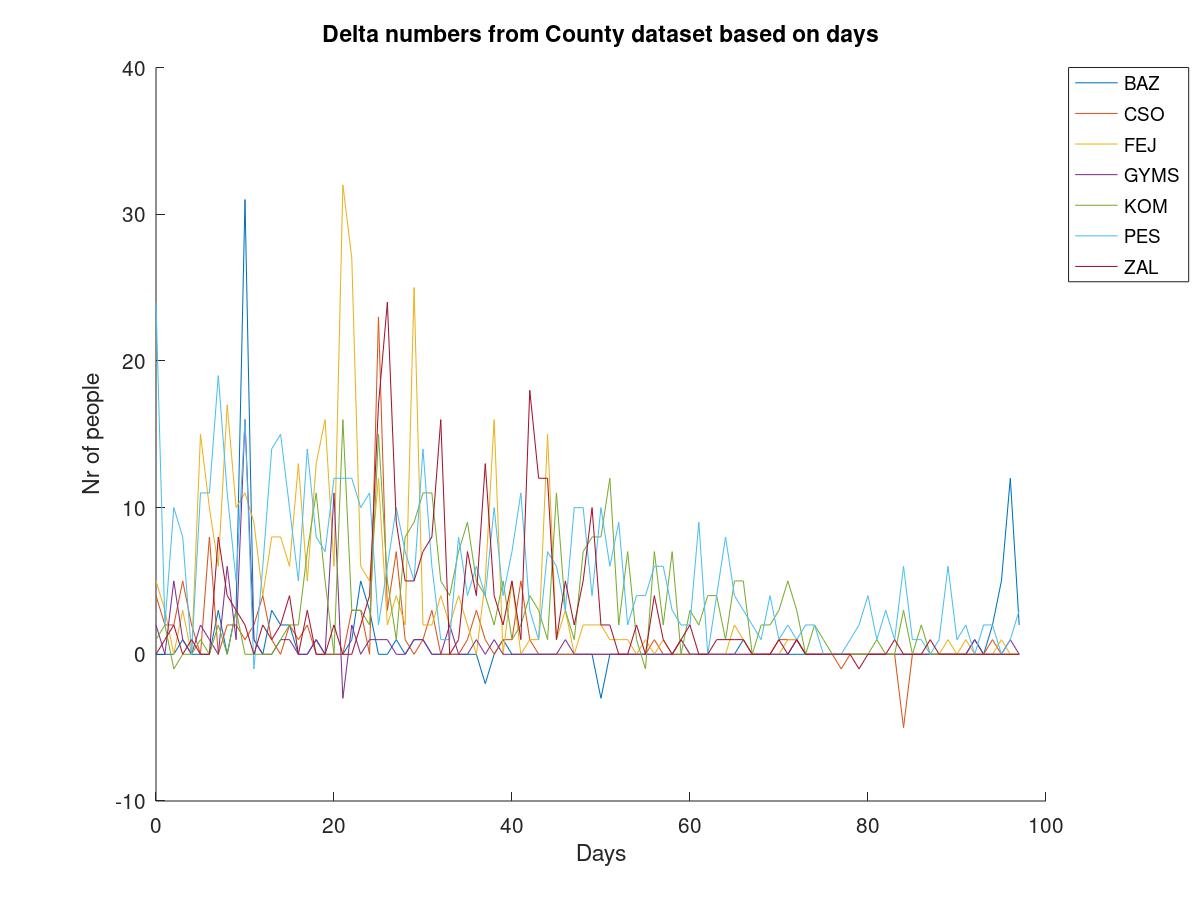 Delta numbers from County dataset based on days
40
30
20
10
0
-10
Nr of people
0 20 40 60 80 100
Days
BAZ
CSO
FEJ
GYMS
KOM
PES
ZAL